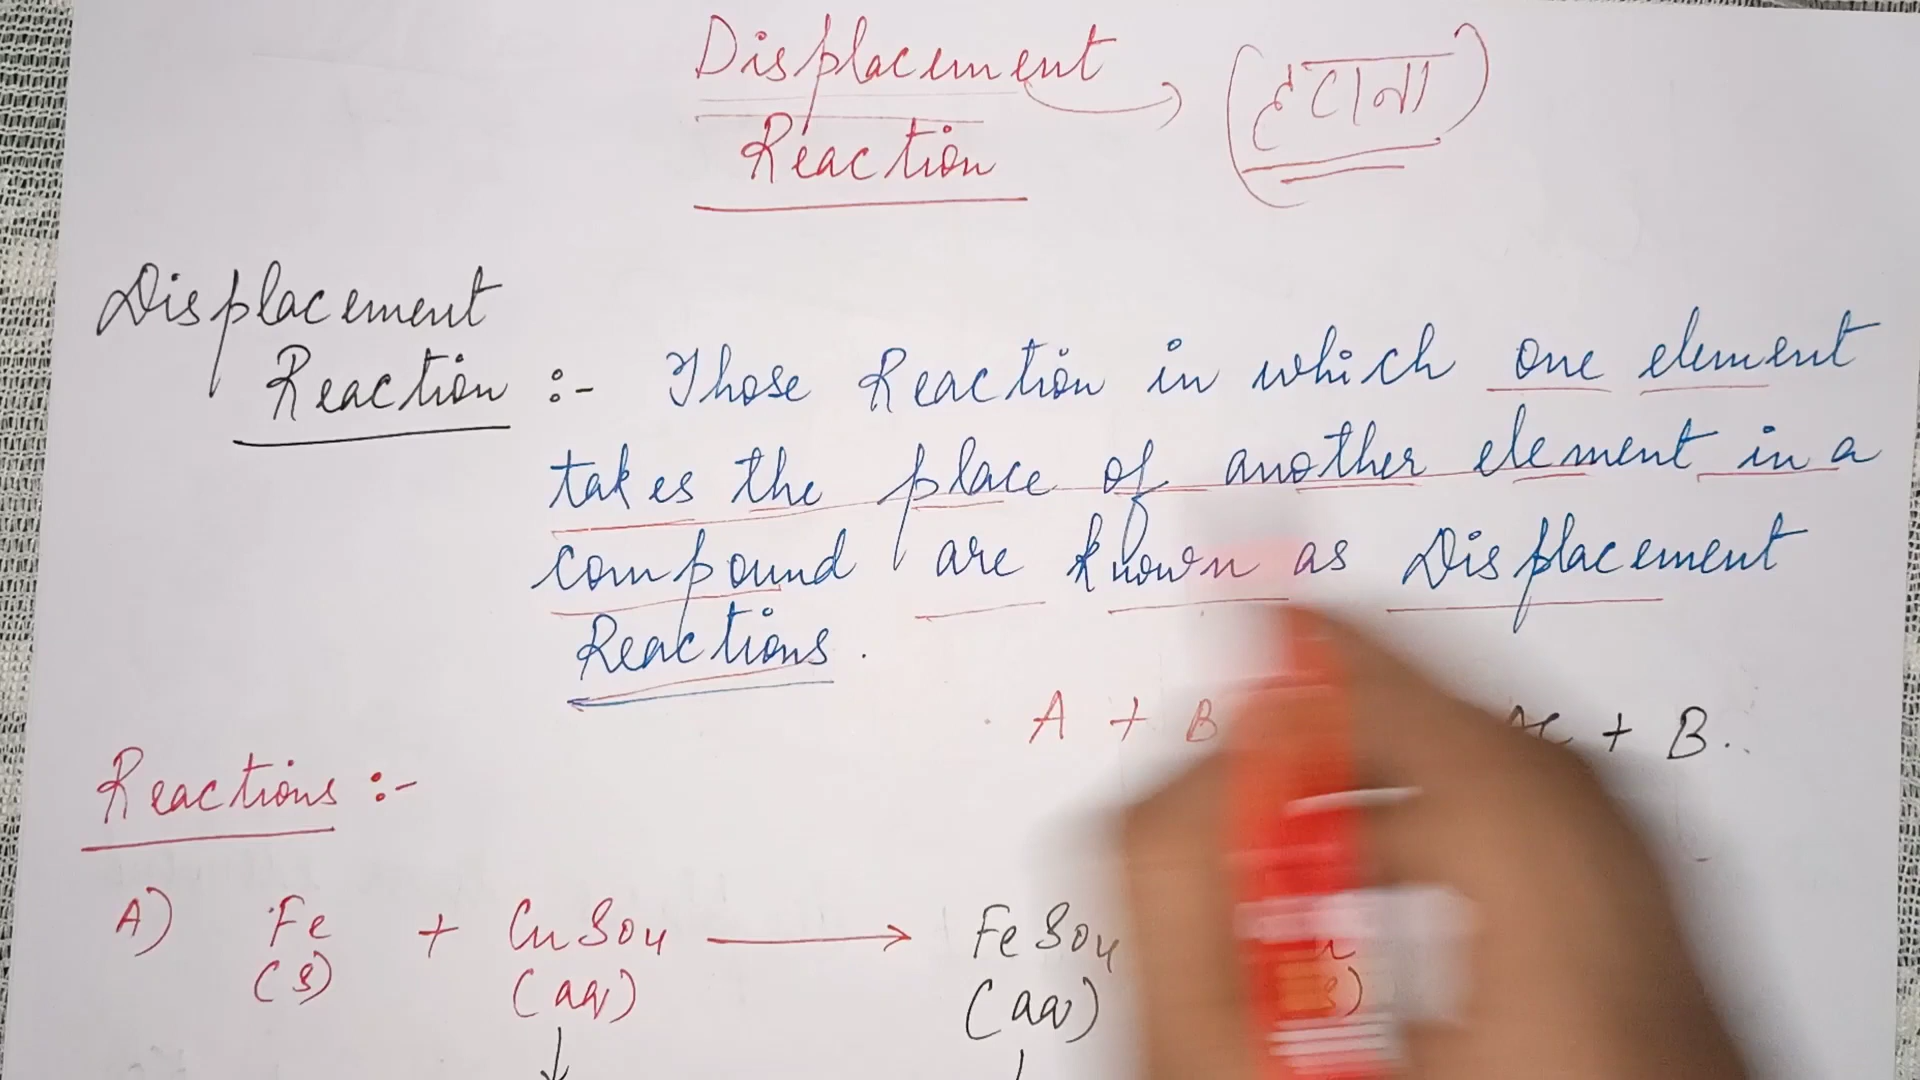 Displacement
Reaction
(हटाना)
Displacement
Reaction :- Those Reaction in which one element
takes the place of another element in a
compound are known as Displacement
Reactions.
A + B + B.
Reactions :-
A) Fe + CuSO4 → FeSO4
(s) (aq) (aq) (s)